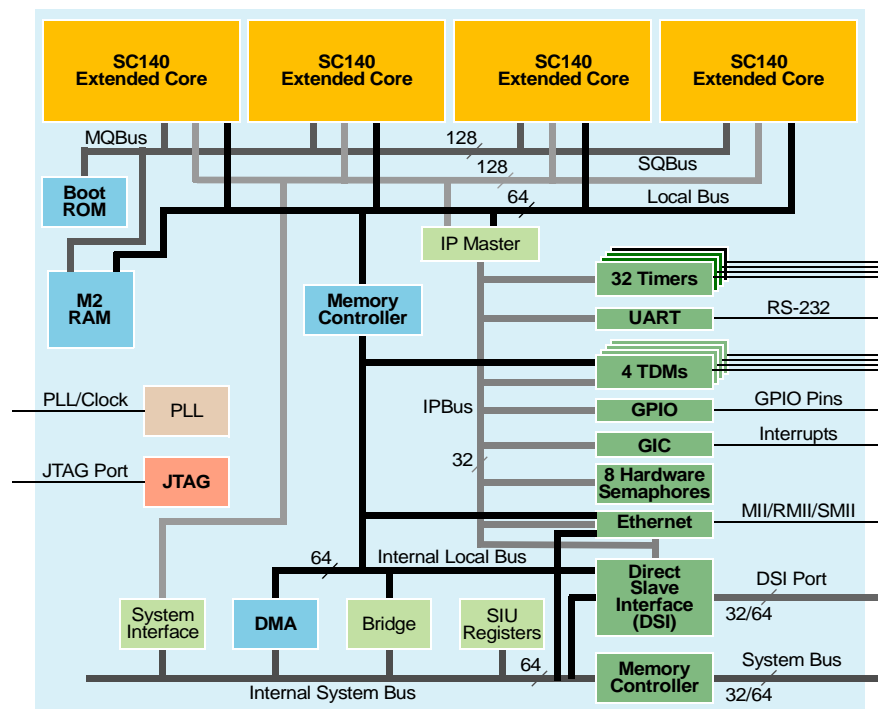 SC140
Extended Core
SC140
Extended Core
SC140
Extended Core
SC140
Extended Core
MQBus
128
SQBus
128
Boot
ROM
64
Local Bus
IP Master
M2
RAM
Memory
Controller
32 Timers
UART
RS-232
4 TDMs
PLL/Clock
PLL
IPBus
GPIO
GPIO Pins
GIC
Interrupts
JTAG Port
JTAG
32
8 Hardware
Semaphores
Ethernet
MII/RMII/SMII
64
Internal Local Bus
Direct
Slave
Interface
(DSI)
DSI Port
32/64
System
Interface
DMA
Bridge
SIU
Registers
64
Internal System Bus
Memory
Controller
System Bus
32/64